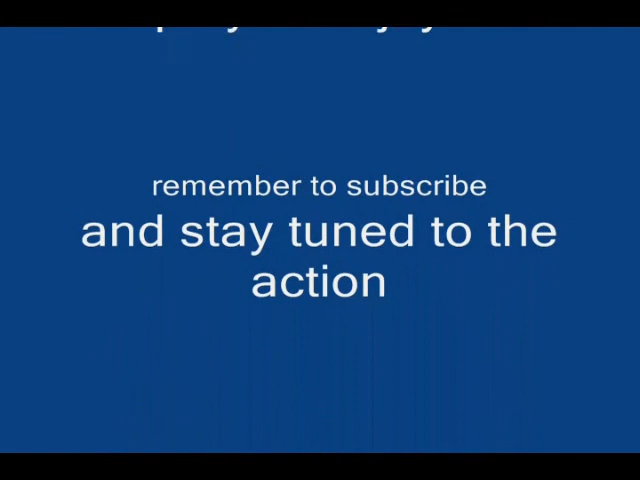 remember to subscribe
and stay tuned to the
action